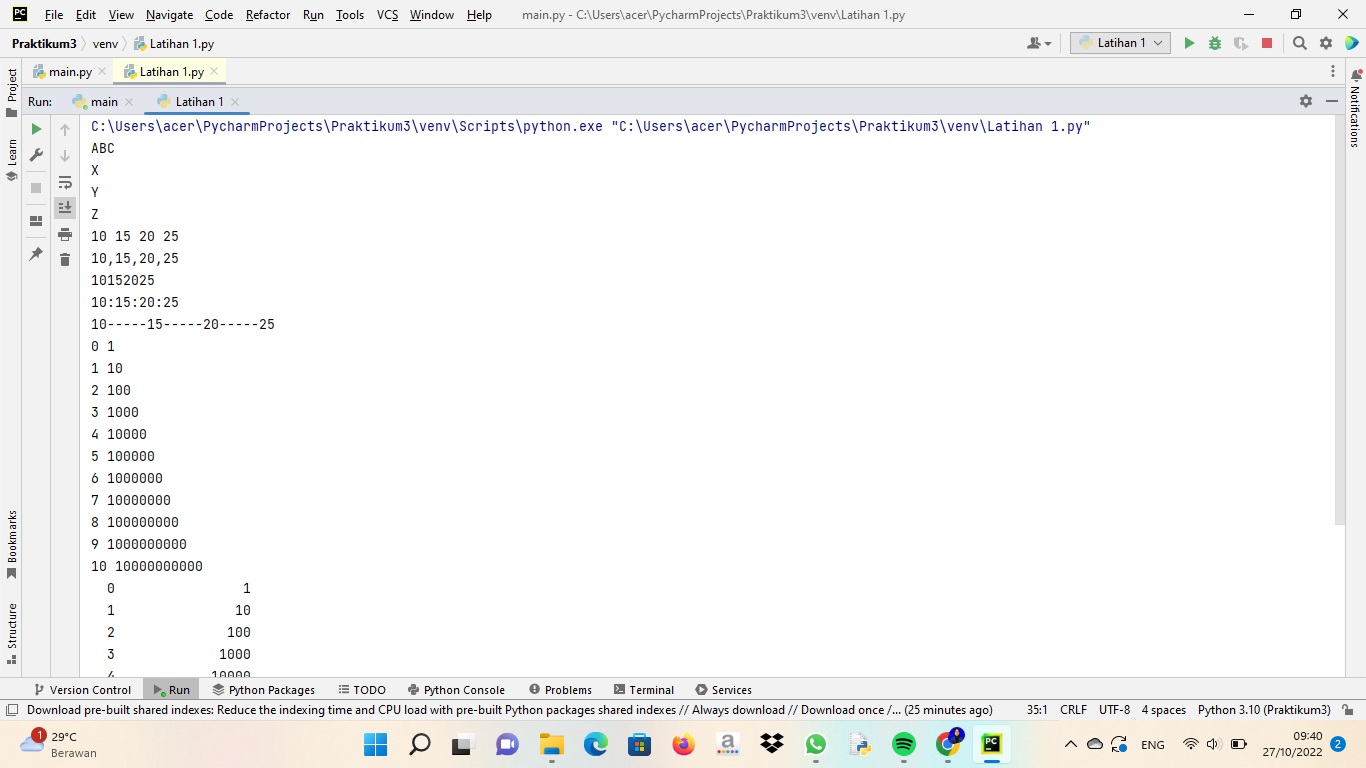 PC File Edit View Navigate Code Refactor Run Tools VCS Window Help main.py - C:\Users\acer\PycharmProjects\Praktikum3\venv\Latihan 1.py
Praktikum3 venv Latihan 1.py Latihan 1
main.py Latihan 1.py
Project
Learn
Bookmarks
Structure
Notifications
Run: main Latihan 1
C:\Users\acer\PycharmProjects\Praktikum3\venv\Scripts\python.exe "C:\Users\acer\PycharmProjects\Praktikum3\venv\Latihan 1.py"
ABC
X
Y
Z
10 15 20 25
10,15,20,25
10152025
10:15:20:25
10-----15-----20-----25
0 1
1 10
2 100
3 1000
4 10000
5 100000
6 1000000
7 10000000
8 100000000
9 1000000000
10 10000000000
  0                1
  1               10
  2              100
  3             1000
  4            10000
Version Control Run Python Packages TODO Python Console Problems Terminal Services
Download pre-built shared indexes: Reduce the indexing time and CPU load with pre-built Python packages shared indexes // Always download // Download once /... (25 minutes ago) 35:1 CRLF UTF-8 4 spaces Python 3.10 (Praktikum3)
1 29°C
Berawan
a
PC
ENG
09:40
27/10/2022
2